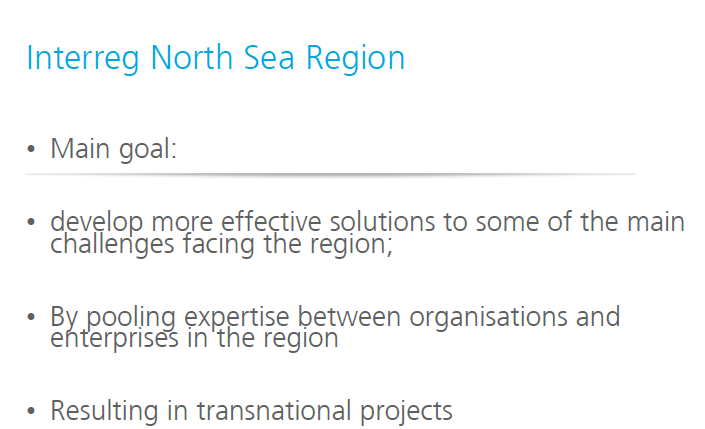 Interreg North Sea Region
• Main goal:
• develop more effective solutions to some of the main
challenges facing the region;
• By pooling expertise between organisations and
enterprises in the region
• Resulting in transnational projects